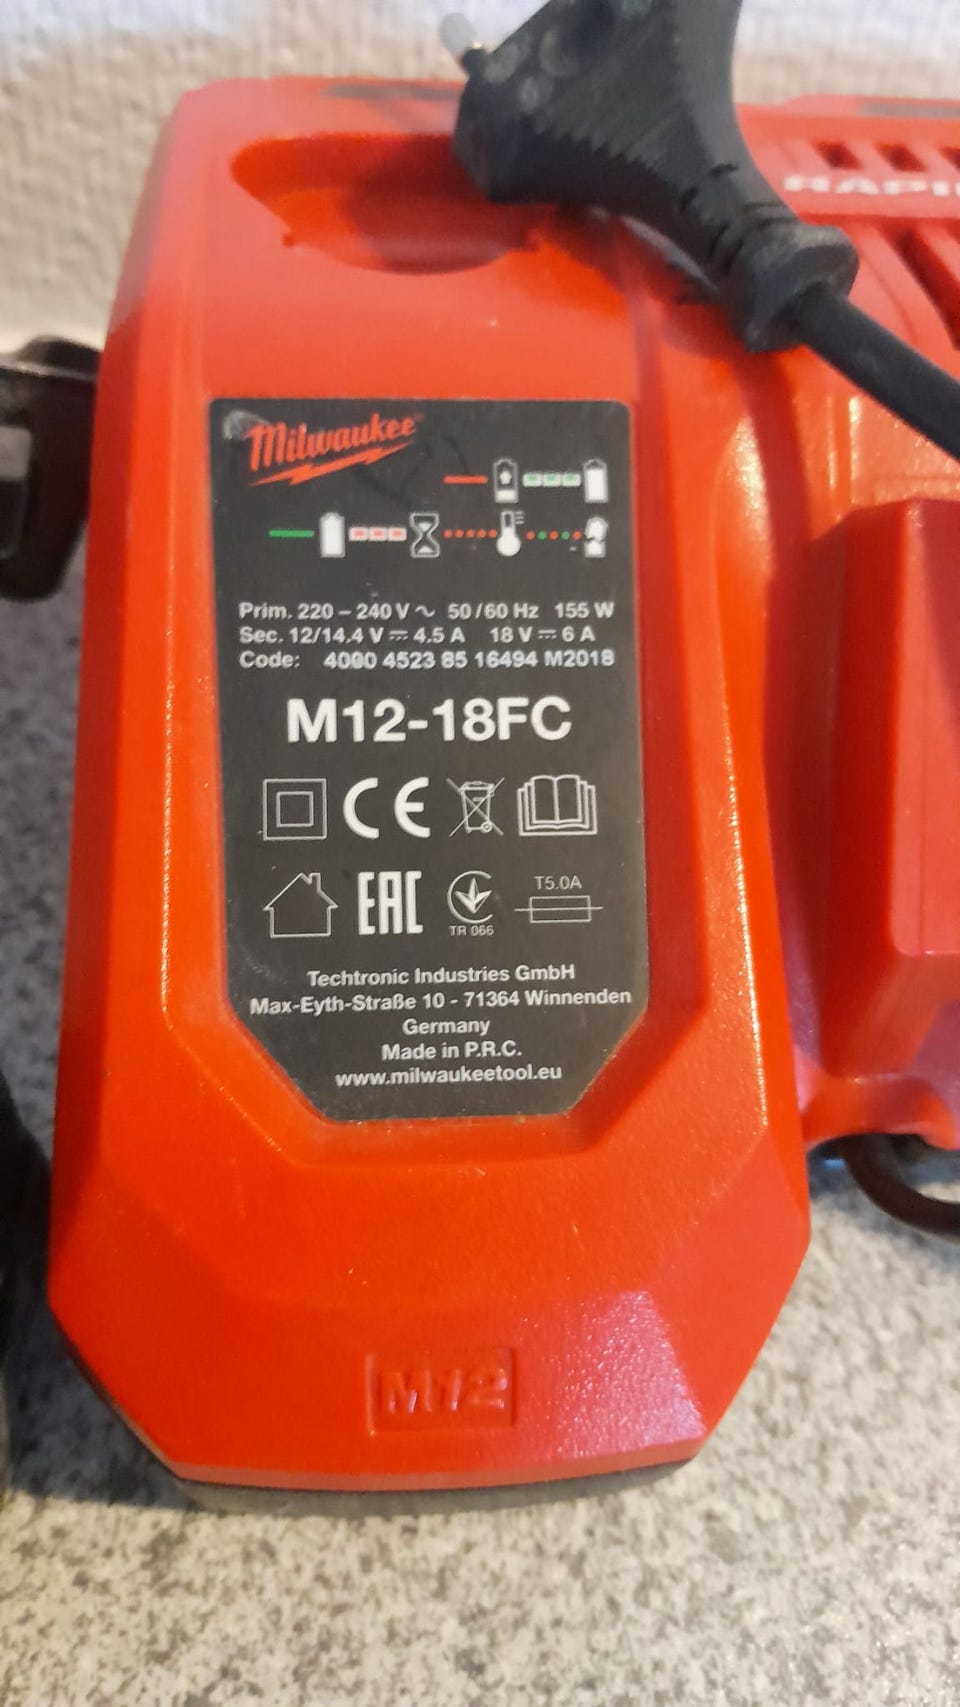 Milwaukee
Prim. 220 – 240 V ~ 50/60 Hz 155 W
Sec. 12/14.4 V ⎓ 4.5 A 18 V ⎓ 6 A
Code: 4000 4523 85 16494 M2018
M12-18FC
CE
EAC
TR 066
T5.0A
Techtronic Industries GmbH
Max-Eyth-Straße 10 - 71364 Winnenden
Germany
Made in P.R.C.
www.milwaukeetool.eu
M12